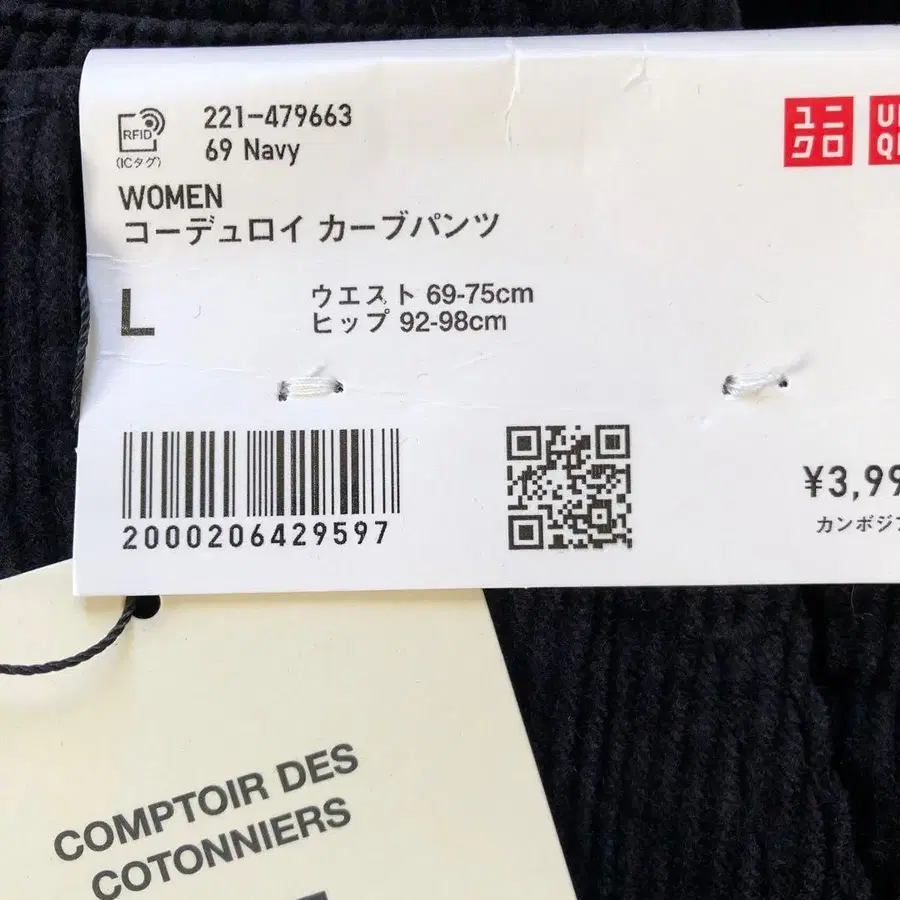 RFID
(ICタグ)
221-479663
69 Navy
ユニ
クロ
WOMEN
コーデュロイ カーブパンツ
L
ウエスト 69-75cm
ヒップ 92-98cm
2000206429597
¥3,99
COMPTOIR DES
COTONNIERS